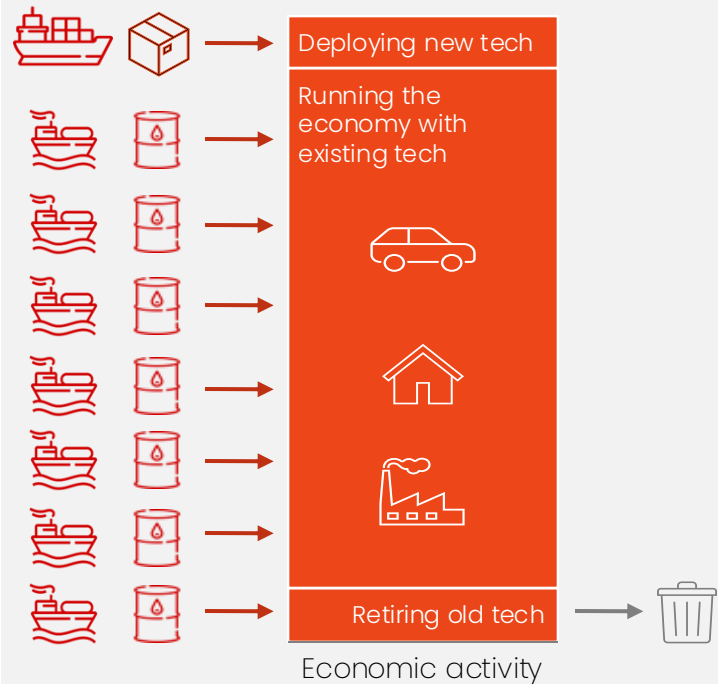 Deploying new tech
Running the
economy with
existing tech
Retiring old tech
Economic activity